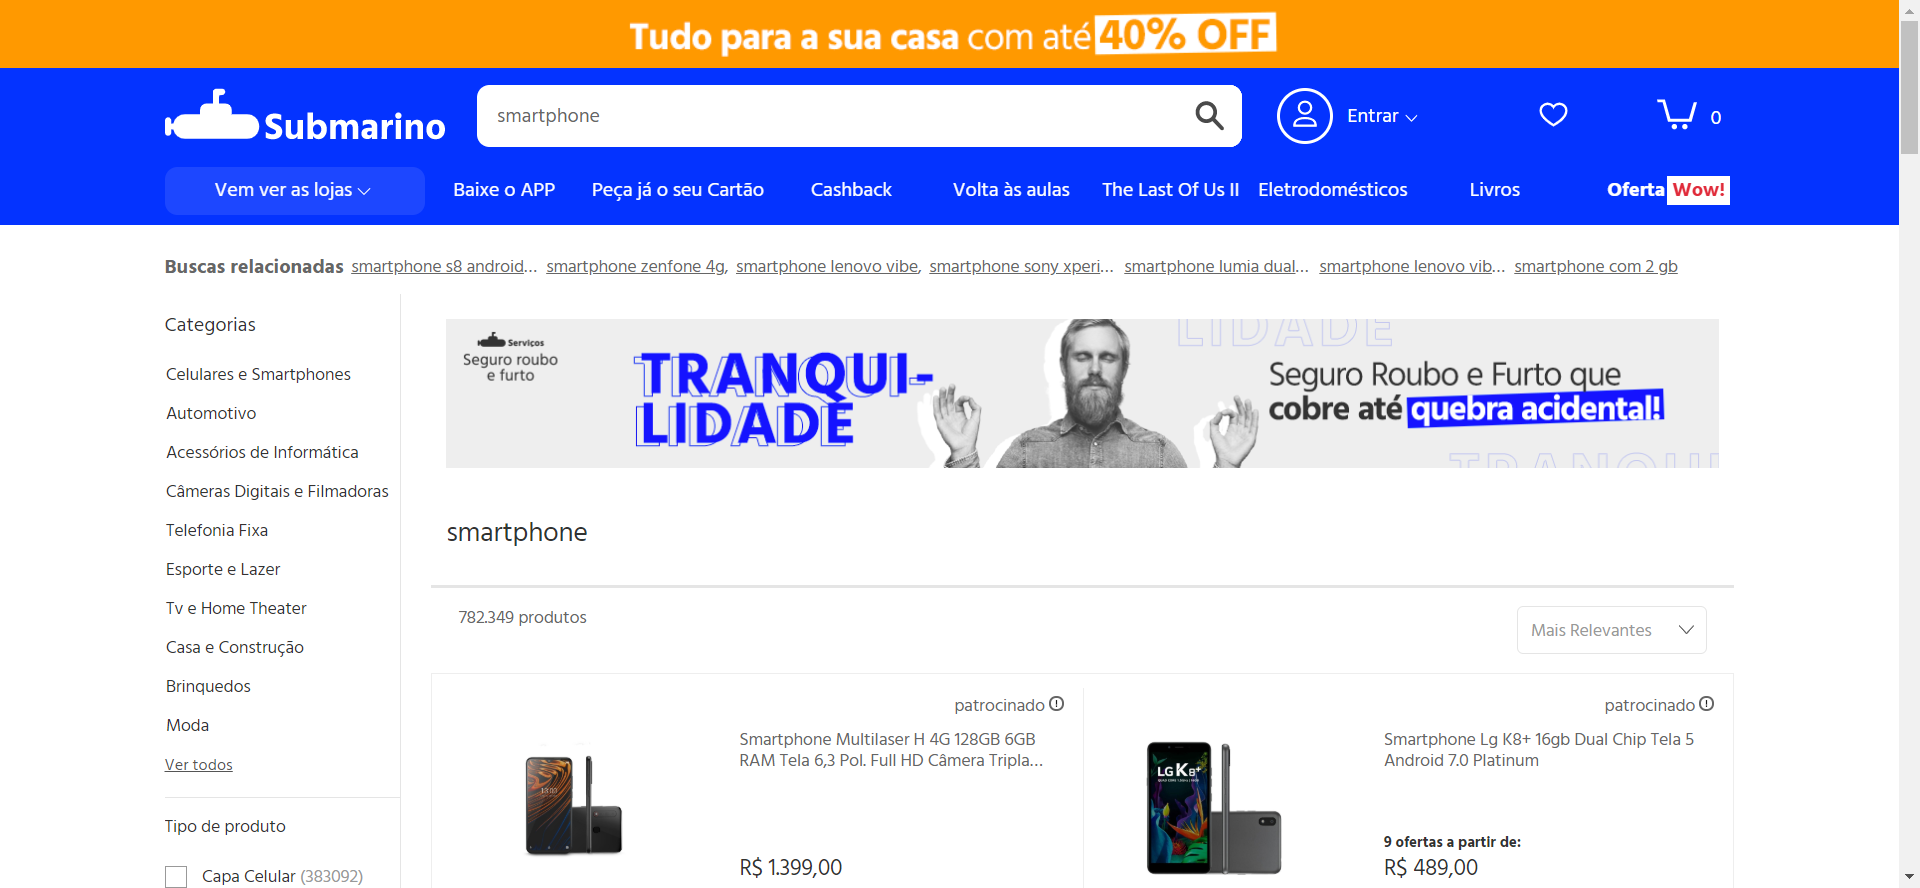 Tudo para a sua casa com até 40% OFF
Submarino
smartphone
Entrar
0
Vem ver as lojas
Baixe o APP
Peça já o seu Cartão
Cashback
Volta às aulas
The Last Of Us II
Eletrodomésticos
Livros
Oferta Wow!
Buscas relacionadas smartphone s8 android... smartphone zenfone 4g, smartphone lenovo vibe, smartphone sony xperi... smartphone lumia dual... smartphone lenovo vib... smartphone com 2 gb
Categorias
Celulares e Smartphones
Automotivo
Acessórios de Informática
Câmeras Digitais e Filmadoras
Telefonia Fixa
Esporte e Lazer
Tv e Home Theater
Casa e Construção
Brinquedos
Moda
Ver todos
Tipo de produto
Capa Celular (383092)
Serviços
Seguro roubo
e furto
TRANQUI-
LIDADE
LIDADE
Seguro Roubo e Furto que
cobre até quebra acidental!
TRANQUI
smartphone
782.349 produtos
Mais Relevantes
patrocinado
Smartphone Multilaser H 4G 128GB 6GB
RAM Tela 6,3 Pol. Full HD Câmera Tripla...
R$ 1.399,00
patrocinado
LG K8+
Smartphone Lg K8+ 16gb Dual Chip Tela 5
Android 7.0 Platinum
9 ofertas a partir de:
R$ 489,00